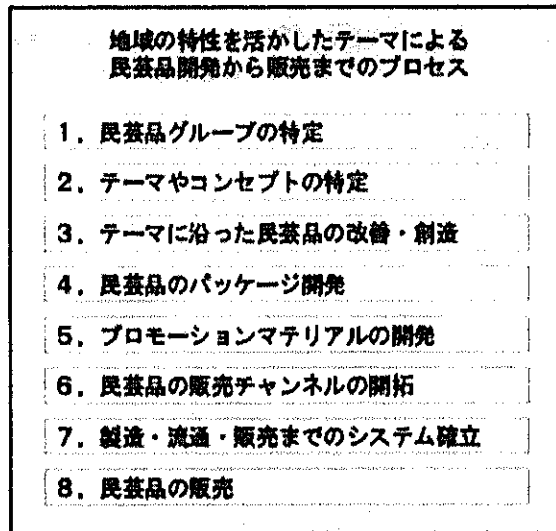 地域の特性を活かしたテーマによる
民芸品開発から販売までのプロセス
1. 民芸品グループの特定
2. テーマやコンセプトの特定
3. テーマに沿った民芸品の改善・創造
4. 民芸品のパッケージ開発
5. プロモーションマテリアルの開発
6. 民芸品の販売チャンネルの開拓
7. 製造・流通・販売までのシステム確立
8. 民芸品の販売